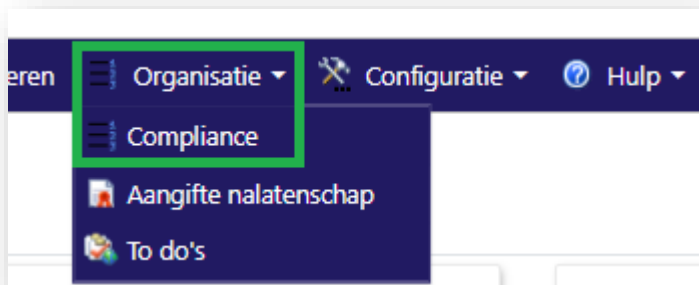 eren Organisatie Configuratie Hulp
Compliance
Aangifte nalatenschap
To do's